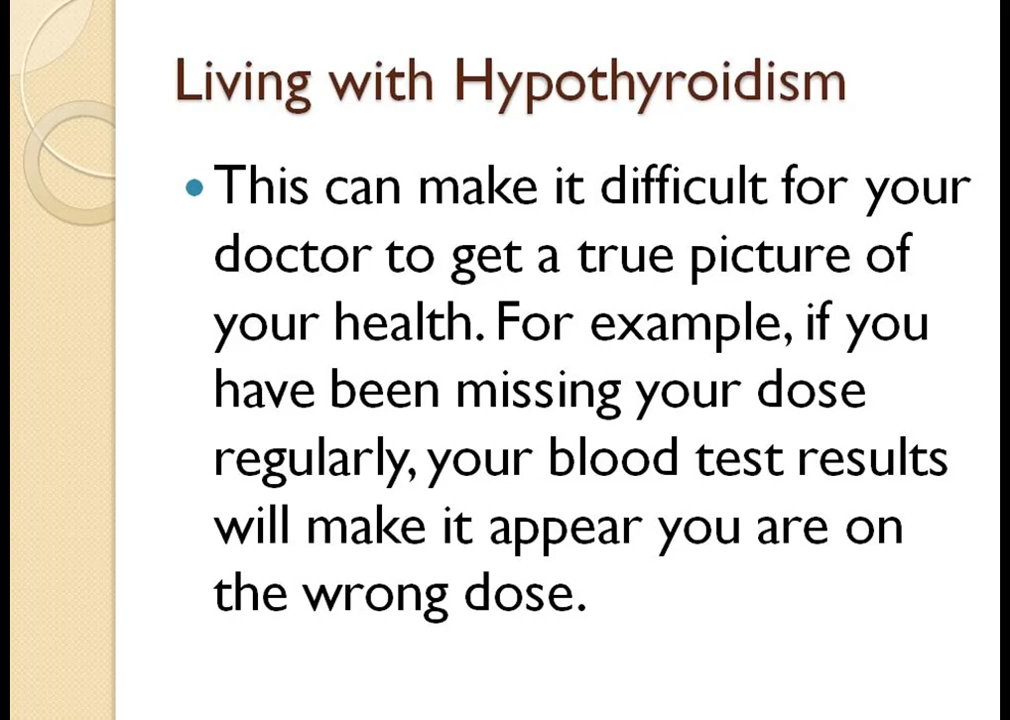 Living with Hypothyroidism
• This can make it difficult for your
doctor to get a true picture of
your health. For example, if you
have been missing your dose
regularly, your blood test results
will make it appear you are on
the wrong dose.